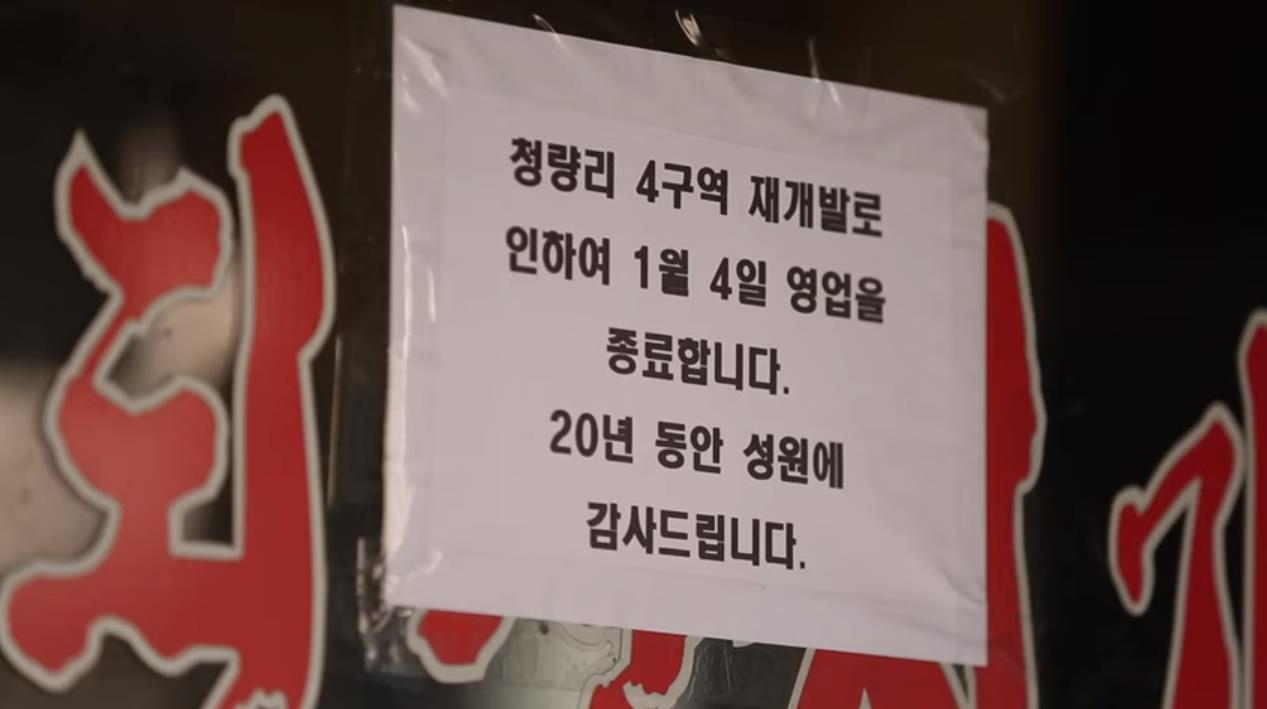 청량리 4구역 재개발로
인하여 1월 4일 영업을
종료합니다.
20년 동안 성원에
감사드립니다.